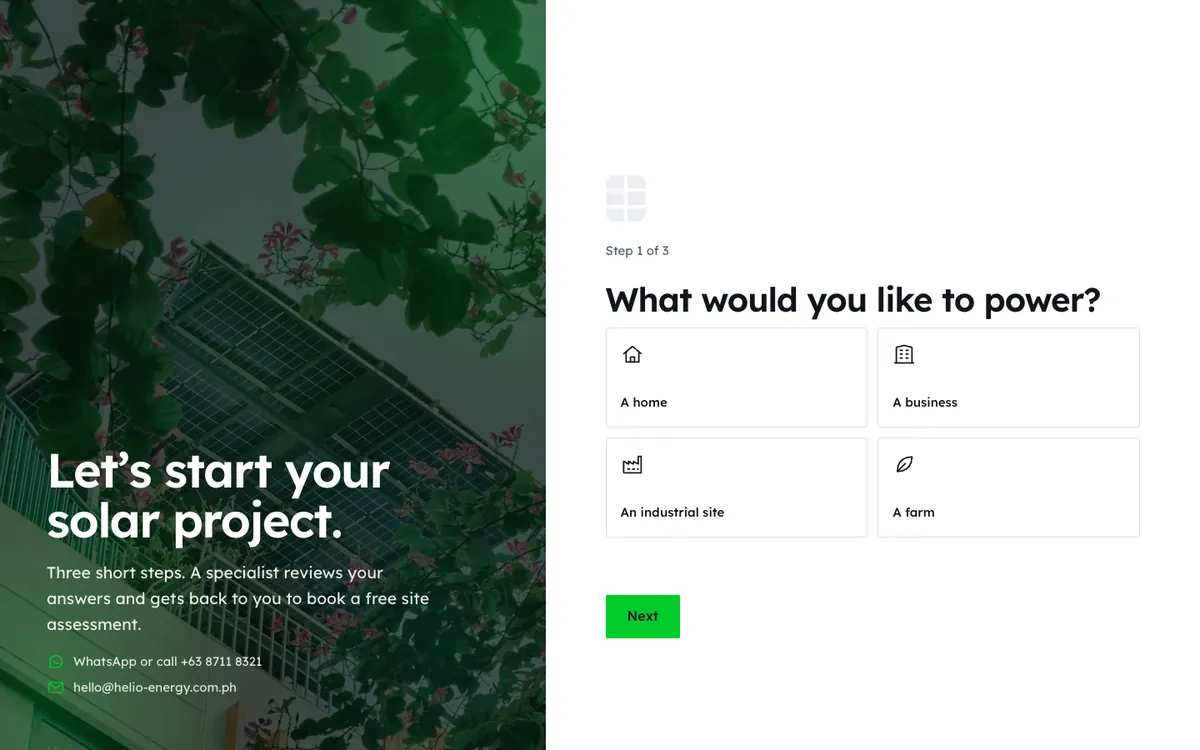 Let’s start your
solar project.
Three short steps. A specialist reviews your
answers and gets back to you to book a free site
assessment.
WhatsApp or call +63 8711 8321
hello@helio-energy.com.ph
Step 1 of 3
What would you like to power?
A home
A business
An industrial site
A farm
Next